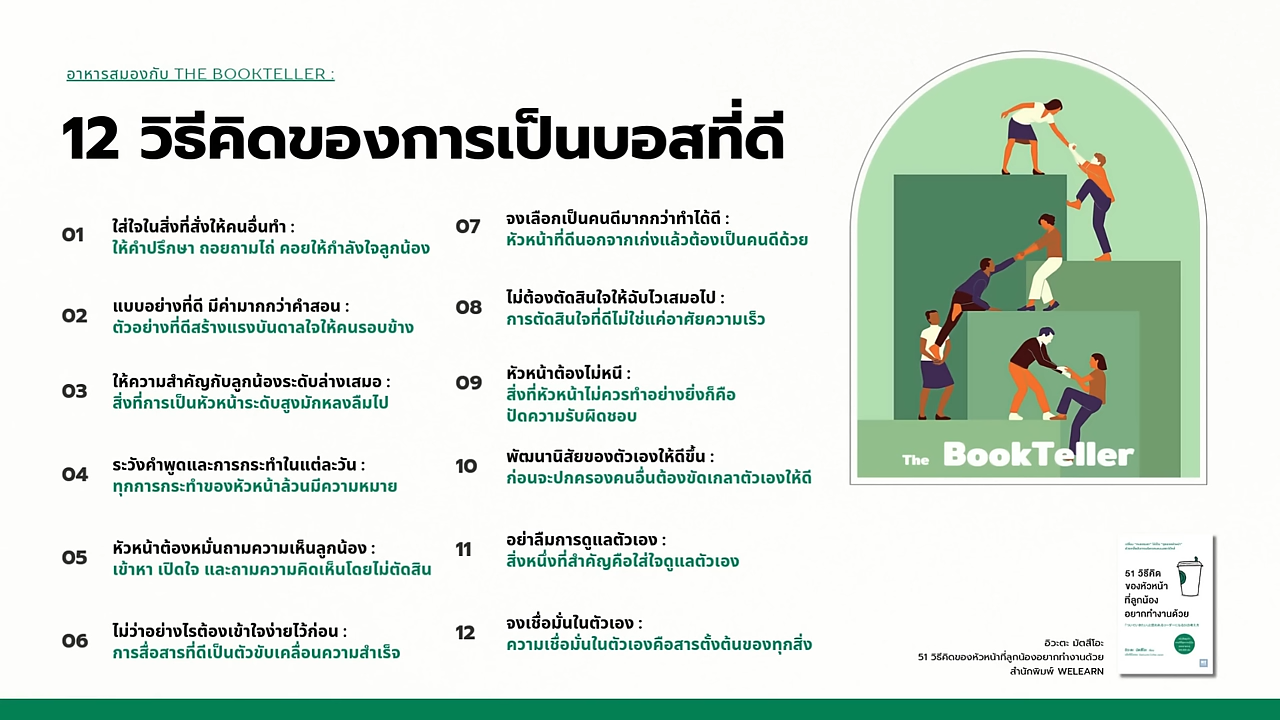 อาหารสมองกับ THE BOOKTELLER :
12 วิธีคิดของการเป็นบอสที่ดี
01
ใส่ใจในสิ่งที่สั่งให้คนอื่นทำ :
ให้คำปรึกษา ถอยถามไถ่ คอยให้กำลังใจลูกน้อง
02
แบบอย่างที่ดี มีค่ามากกว่าคำสอน :
ตัวอย่างที่ดีสร้างแรงบันดาลใจให้คนรอบข้าง
03
ให้ความสำคัญกับลูกน้องระดับล่างเสมอ :
สิ่งที่การเป็นหัวหน้าระดับสูงมักหลงลืมไป
04
ระวังคำพูดและการกระทำในแต่ละวัน :
ทุกการกระทำของหัวหน้าล้วนมีความหมาย
05
หัวหน้าต้องหมั่นถามความเห็นลูกน้อง :
เข้าหา เปิดใจ และถามความคิดเห็นโดยไม่ตัดสิน
06
ไม่ว่าอย่างไรต้องเข้าใจง่ายไว้ก่อน :
การสื่อสารที่ดีเป็นตัวขับเคลื่อนความสำเร็จ
07
จงเลือกเป็นคนดีมากกว่าทำได้ดี :
หัวหน้าที่ดีนอกจากเก่งแล้วต้องเป็นคนดีด้วย
08
ไม่ต้องตัดสินใจให้ฉับไวเสมอไป :
การตัดสินใจที่ดีไม่ใช่แค่อาศัยความเร็ว
09
หัวหน้าต้องไม่หนี :
สิ่งที่หัวหน้าไม่ควรทำอย่างยิ่งก็คือ
ปัดความรับผิดชอบ
10
พัฒนานิสัยของตัวเองให้ดีขึ้น :
ก่อนจะปกครองคนอื่นต้องขัดเกลาตัวเองให้ดี
11
อย่าลืมการดูแลตัวเอง :
สิ่งหนึ่งที่สำคัญคือใส่ใจดูแลตัวเอง
12
จงเชื่อมั่นในตัวเอง :
ความเชื่อมั่นในตัวเองคือสารตั้งต้นของทุกสิ่ง
The BookTeller
51 วิธีคิด
ของหัวหน้า
ที่ลูกน้อง
อยากทำงานด้วย
อิวะตะ มัตสึโอะ
51 วิธีคิดของหัวหน้าที่ลูกน้องอยากทำงานด้วย
สำนักพิมพ์ WELEARN